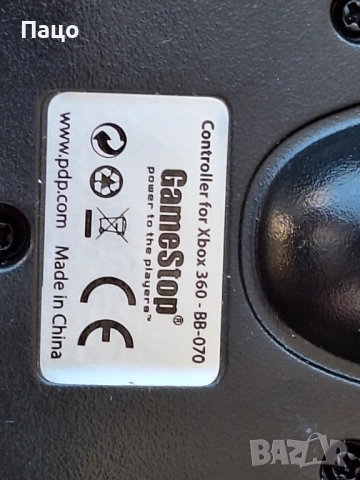 Пацо
Controller for Xbox 360 - BB-070
GameStop®
power to the players™
CE
www.pdp.com Made in China
BAZAR